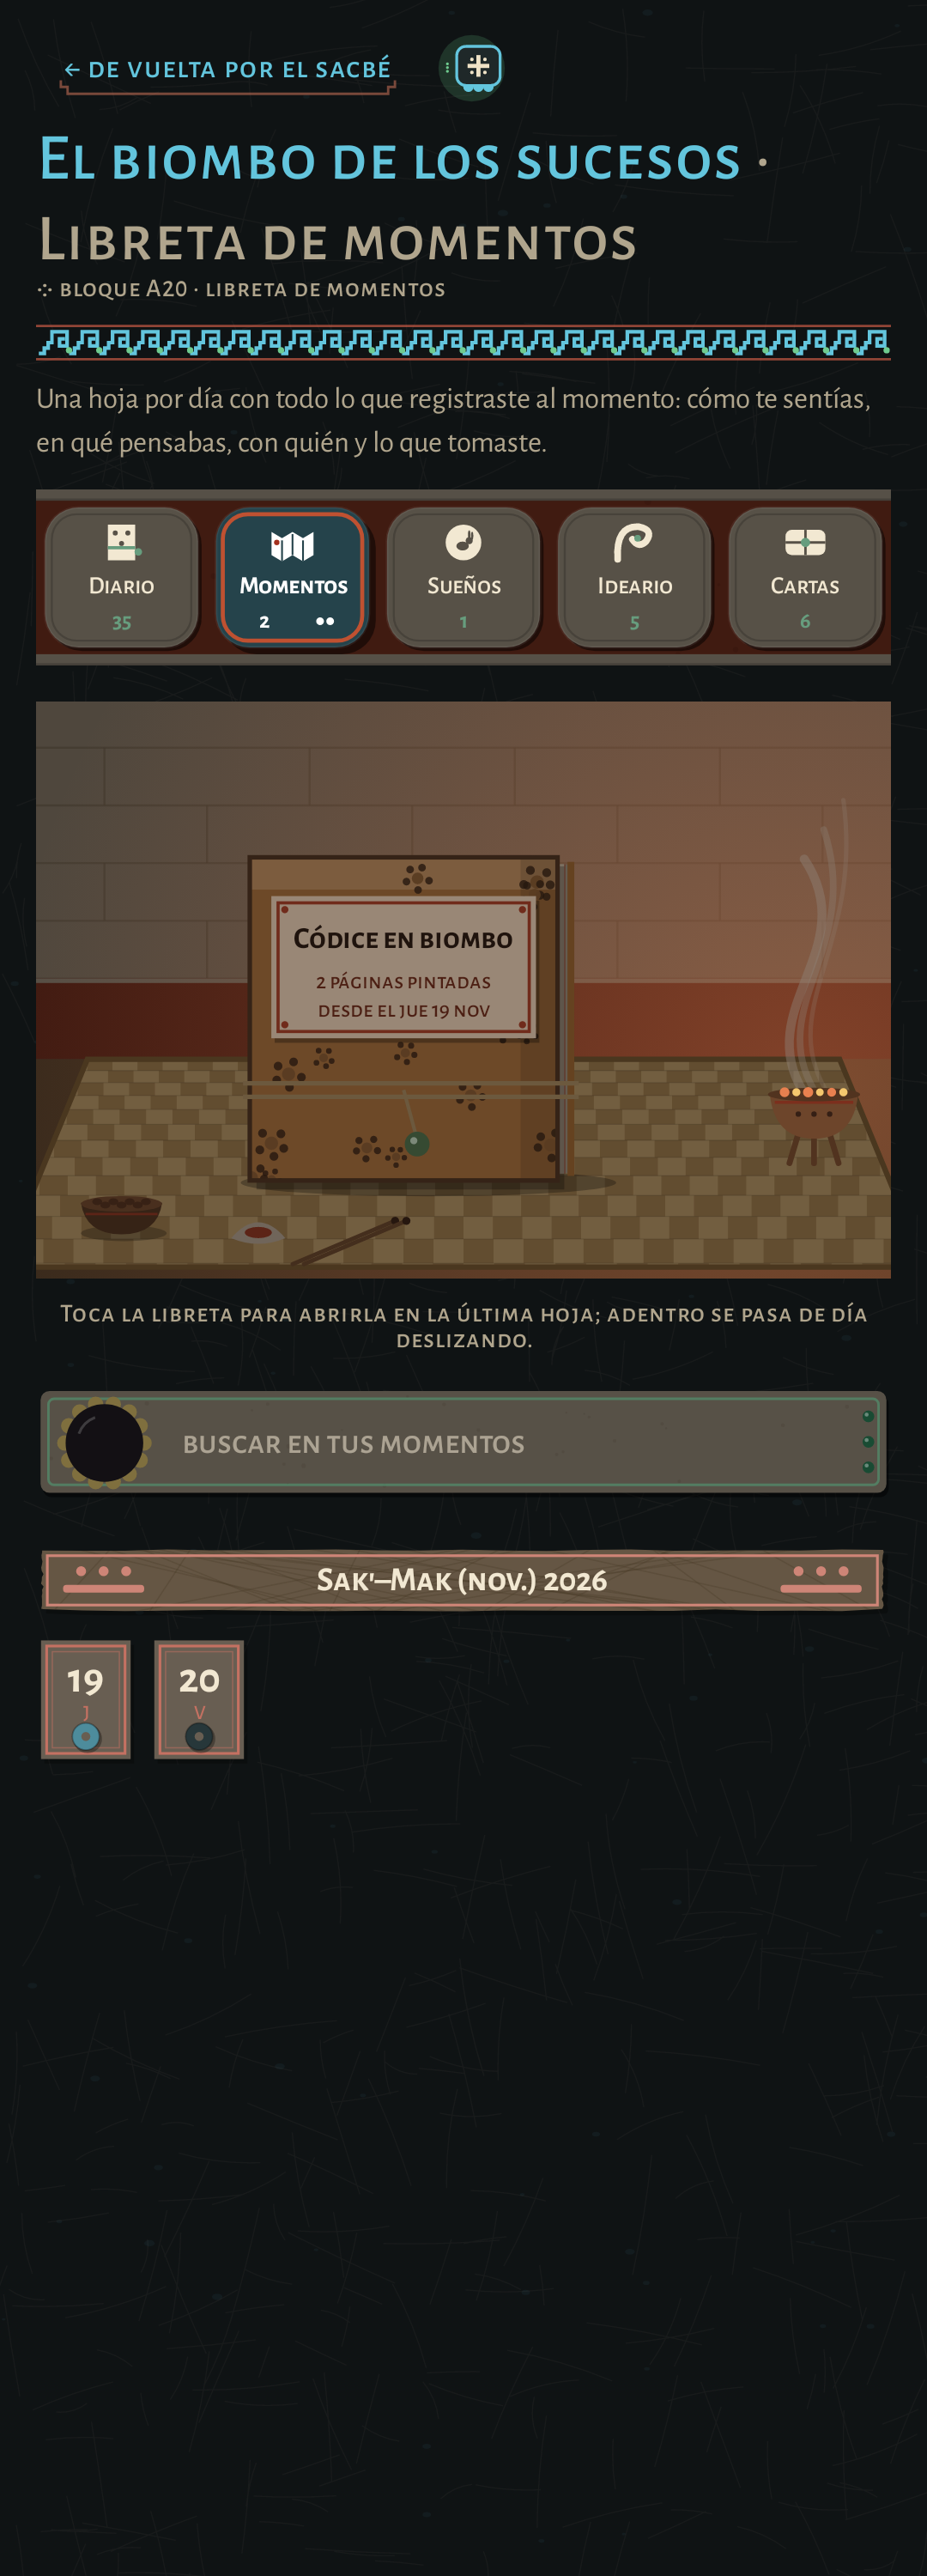 ← DE VUELTA POR EL SACBÉ
El biombo de los sucesos ·
Libreta de momentos
BLOQUE A20 · LIBRETA DE MOMENTOS
Una hoja por día con todo lo que registraste al momento: cómo te sentías,
en qué pensabas, con quién y lo que tomaste.
Diario
35
Momentos
2
Sueños
1
Ideario
5
Cartas
6
Códice en biombo
2 páginas pintadas
desde el jue 19 nov
Toca la libreta para abrirla en la última hoja; adentro se pasa de día
deslizando.
buscar en tus momentos
Sak'–Mak (nov.) 2026
19
J
20
V